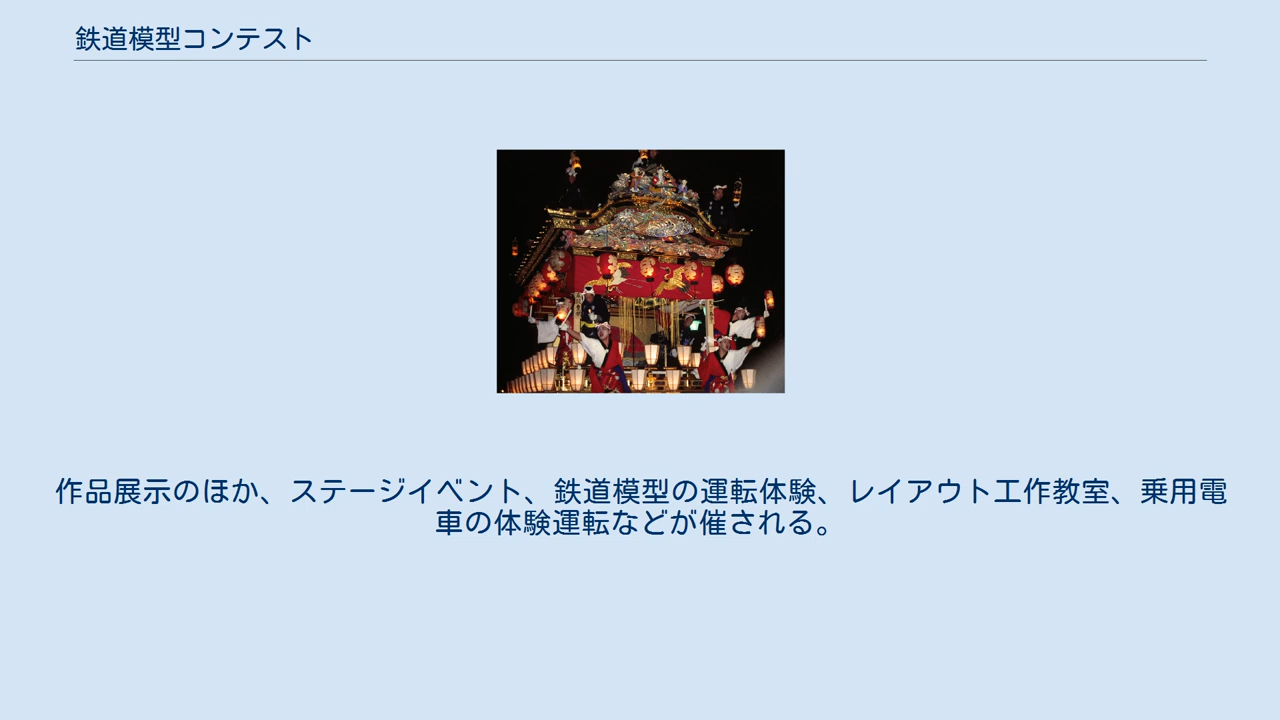 鉄道模型コンテスト
作品展示のほか、ステージイベント、鉄道模型の運転体験、レイアウト工作教室、乗用電
車の体験運転などが催される。